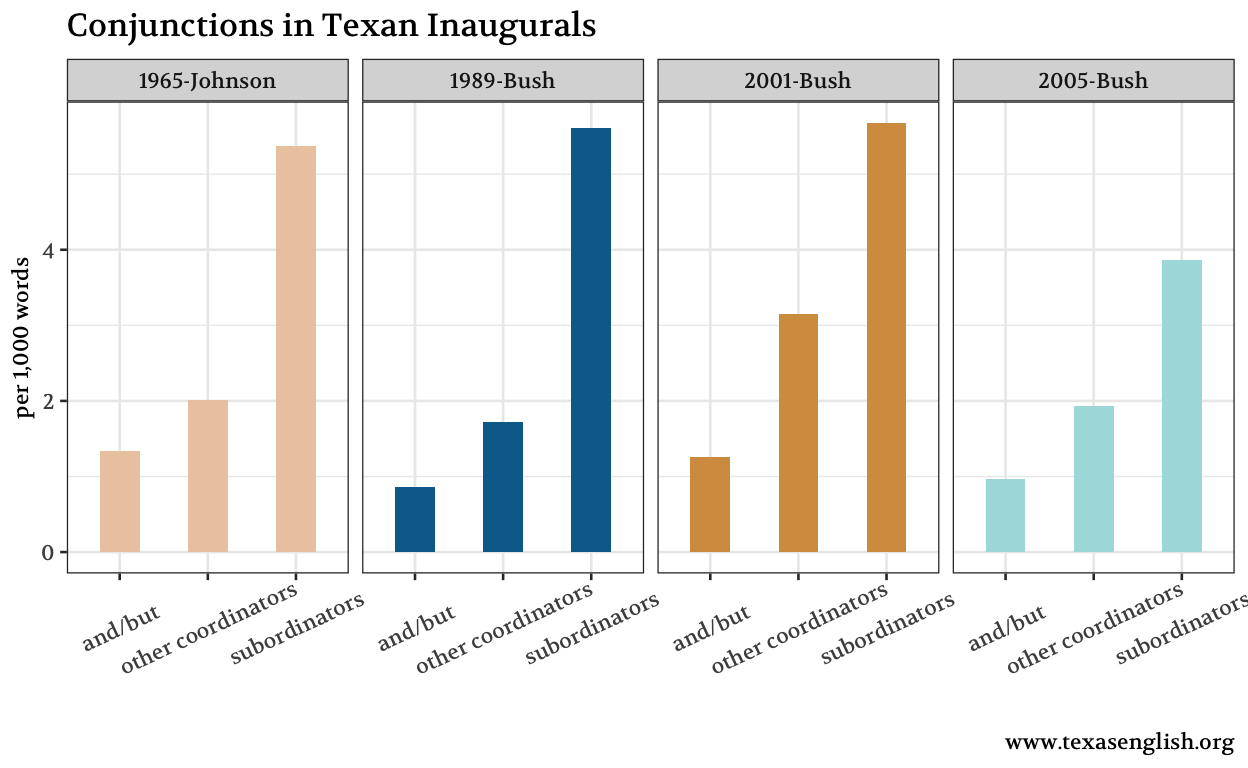 Conjunctions in Texan Inaugurals
1965-Johnson
1989-Bush
2001-Bush
2005-Bush
per 1,000 words
4
2
0
and/but
other coordinators
subordinators
and/but
other coordinators
subordinators
and/but
other coordinators
subordinators
and/but
other coordinators
subordinators
www.texasenglish.org